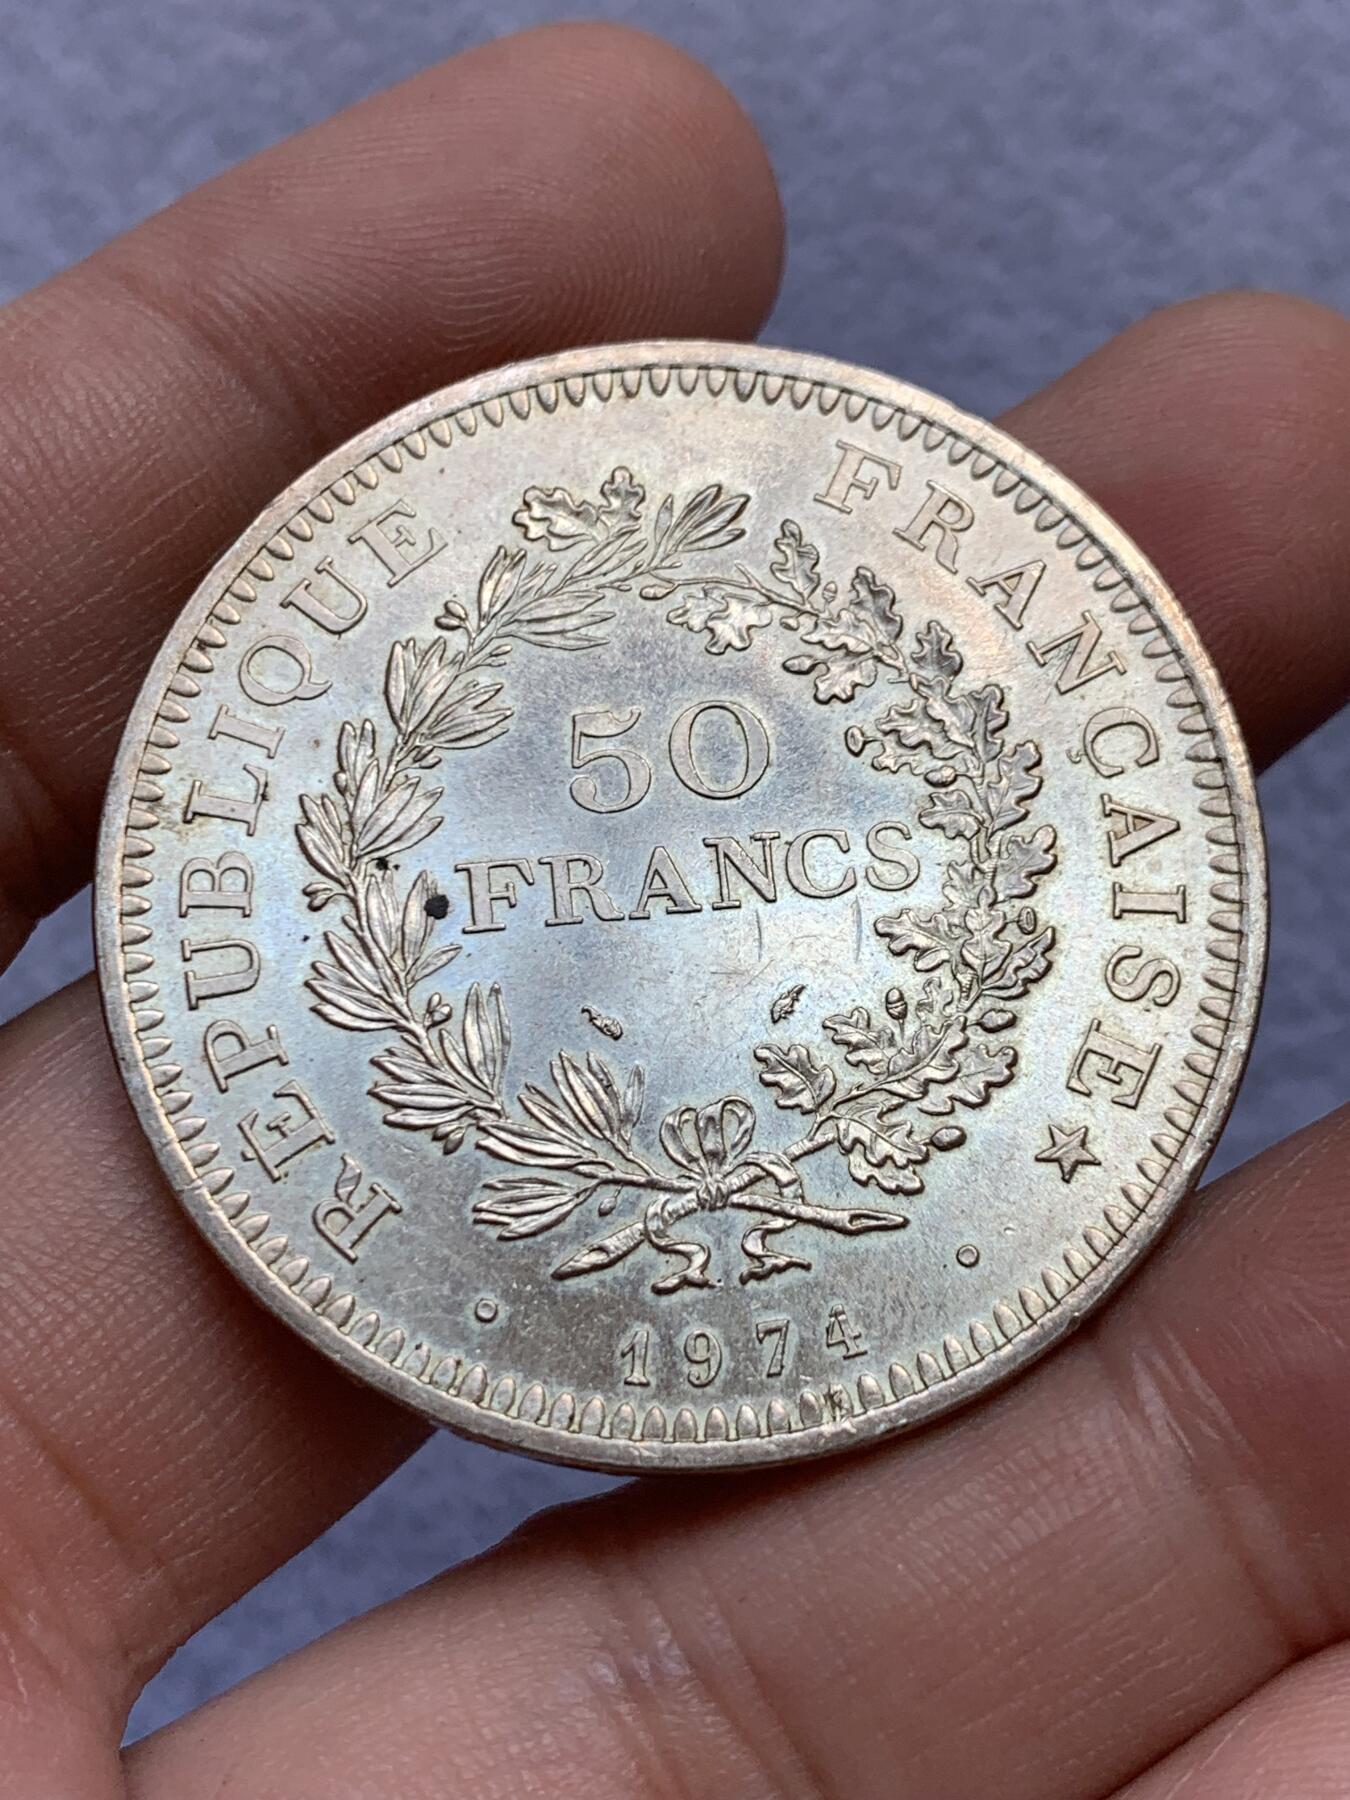 RÉPUBLIQUE FRANÇAISE
50
FRANCS
1974